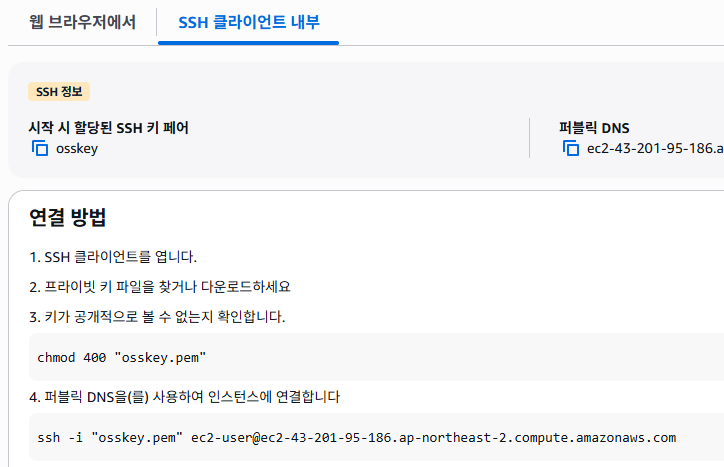 웹 브라우저에서
SSH 클라이언트 내부
SSH 정보
시작 시 할당된 SSH 키 페어
osskey
퍼블릭 DNS
ec2-43-201-95-186.a
연결 방법
1. SSH 클라이언트를 엽니다.
2. 프라이빗 키 파일을 찾거나 다운로드하세요
3. 키가 공개적으로 볼 수 없는지 확인합니다.
chmod 400 "osskey.pem"
4. 퍼블릭 DNS을(를) 사용하여 인스턴스에 연결합니다
ssh -i "osskey.pem" ec2-user@ec2-43-201-95-186.ap-northeast-2.compute.amazonaws.com